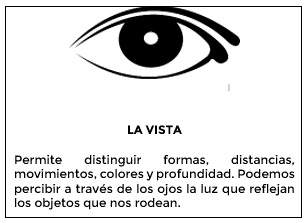 LA VISTA
Permite distinguir formas, distancias,
movimientos, colores y profundidad. Podemos
percibir a través de los ojos la luz que reflejan
los objetos que nos rodean.